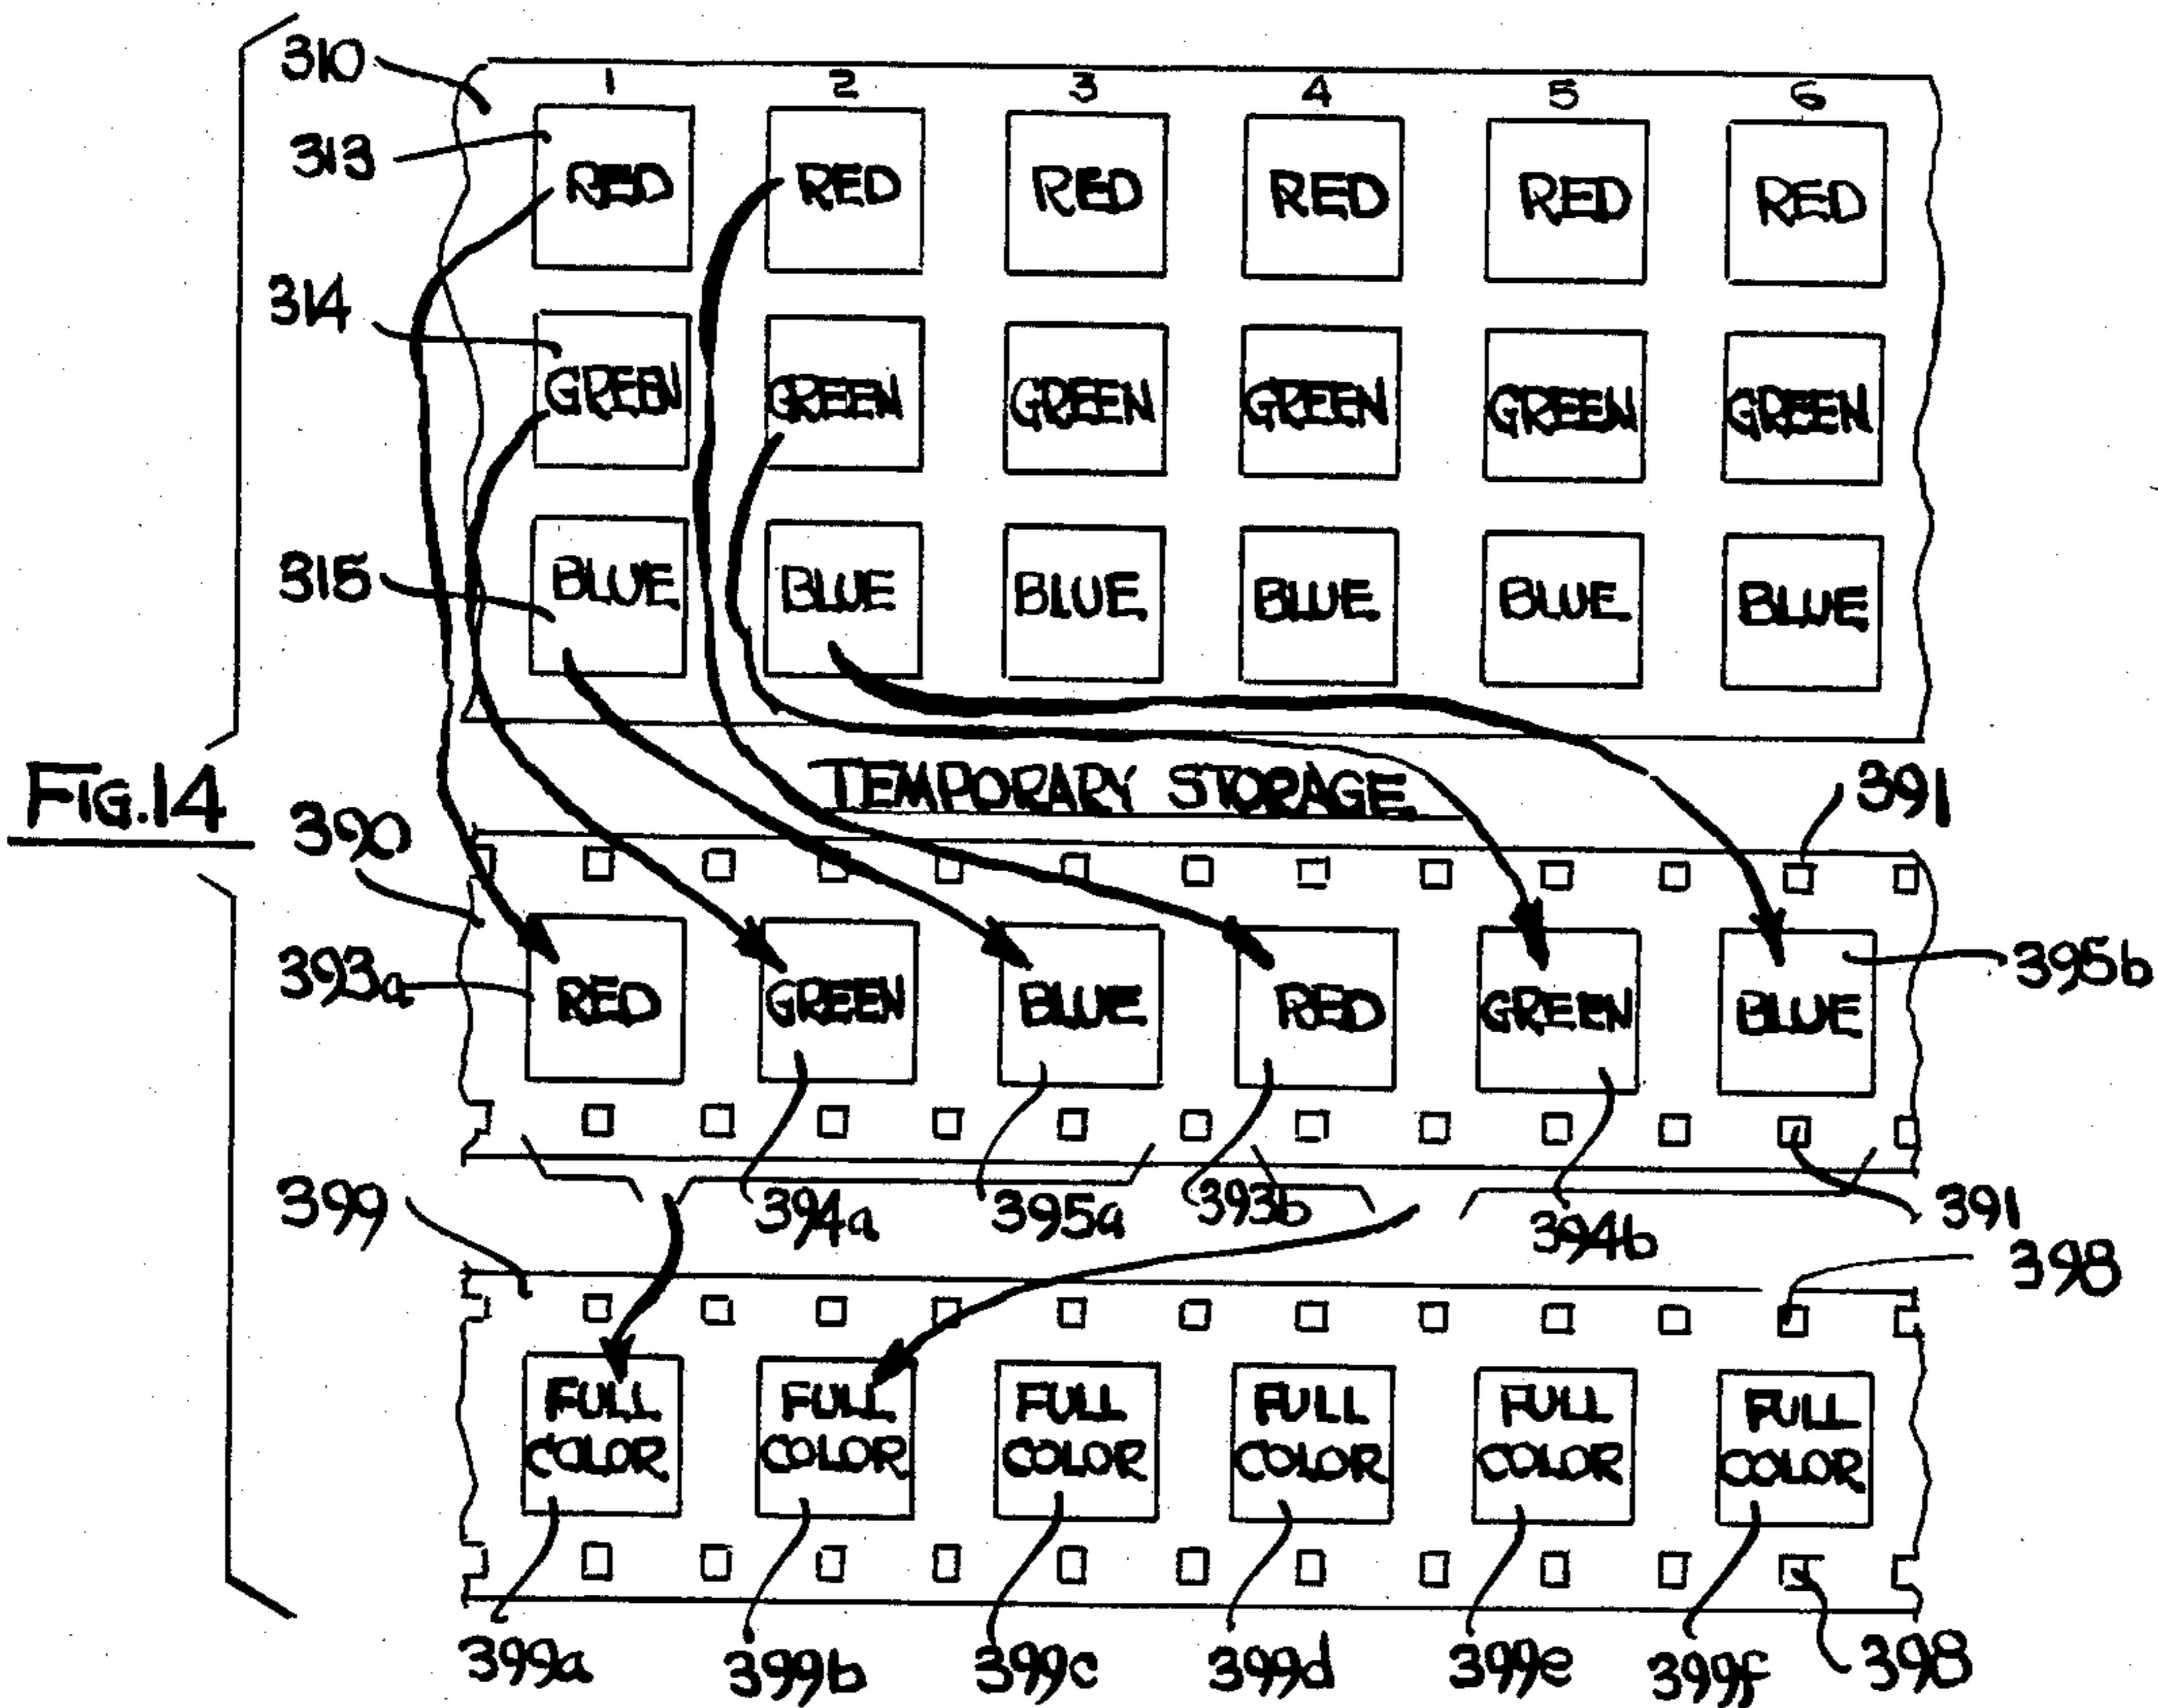 310
1 2 3 4 5 6
313
RED RED RED RED RED RED
314
GREEN GREEN GREEN GREEN GREEN GREEN
315
BLUE BLUE BLUE BLUE BLUE BLUE
FIG.14
TEMPORARY STORAGE
391
390
393a
395b
RED GREEN BLUE RED GREEN BLUE
399
394a 395a 393b 394b 391
398
FULL COLOR
FULL COLOR
FULL COLOR
FULL COLOR
FULL COLOR
FULL COLOR
399a 399b 399c 399d 399e 399f 398